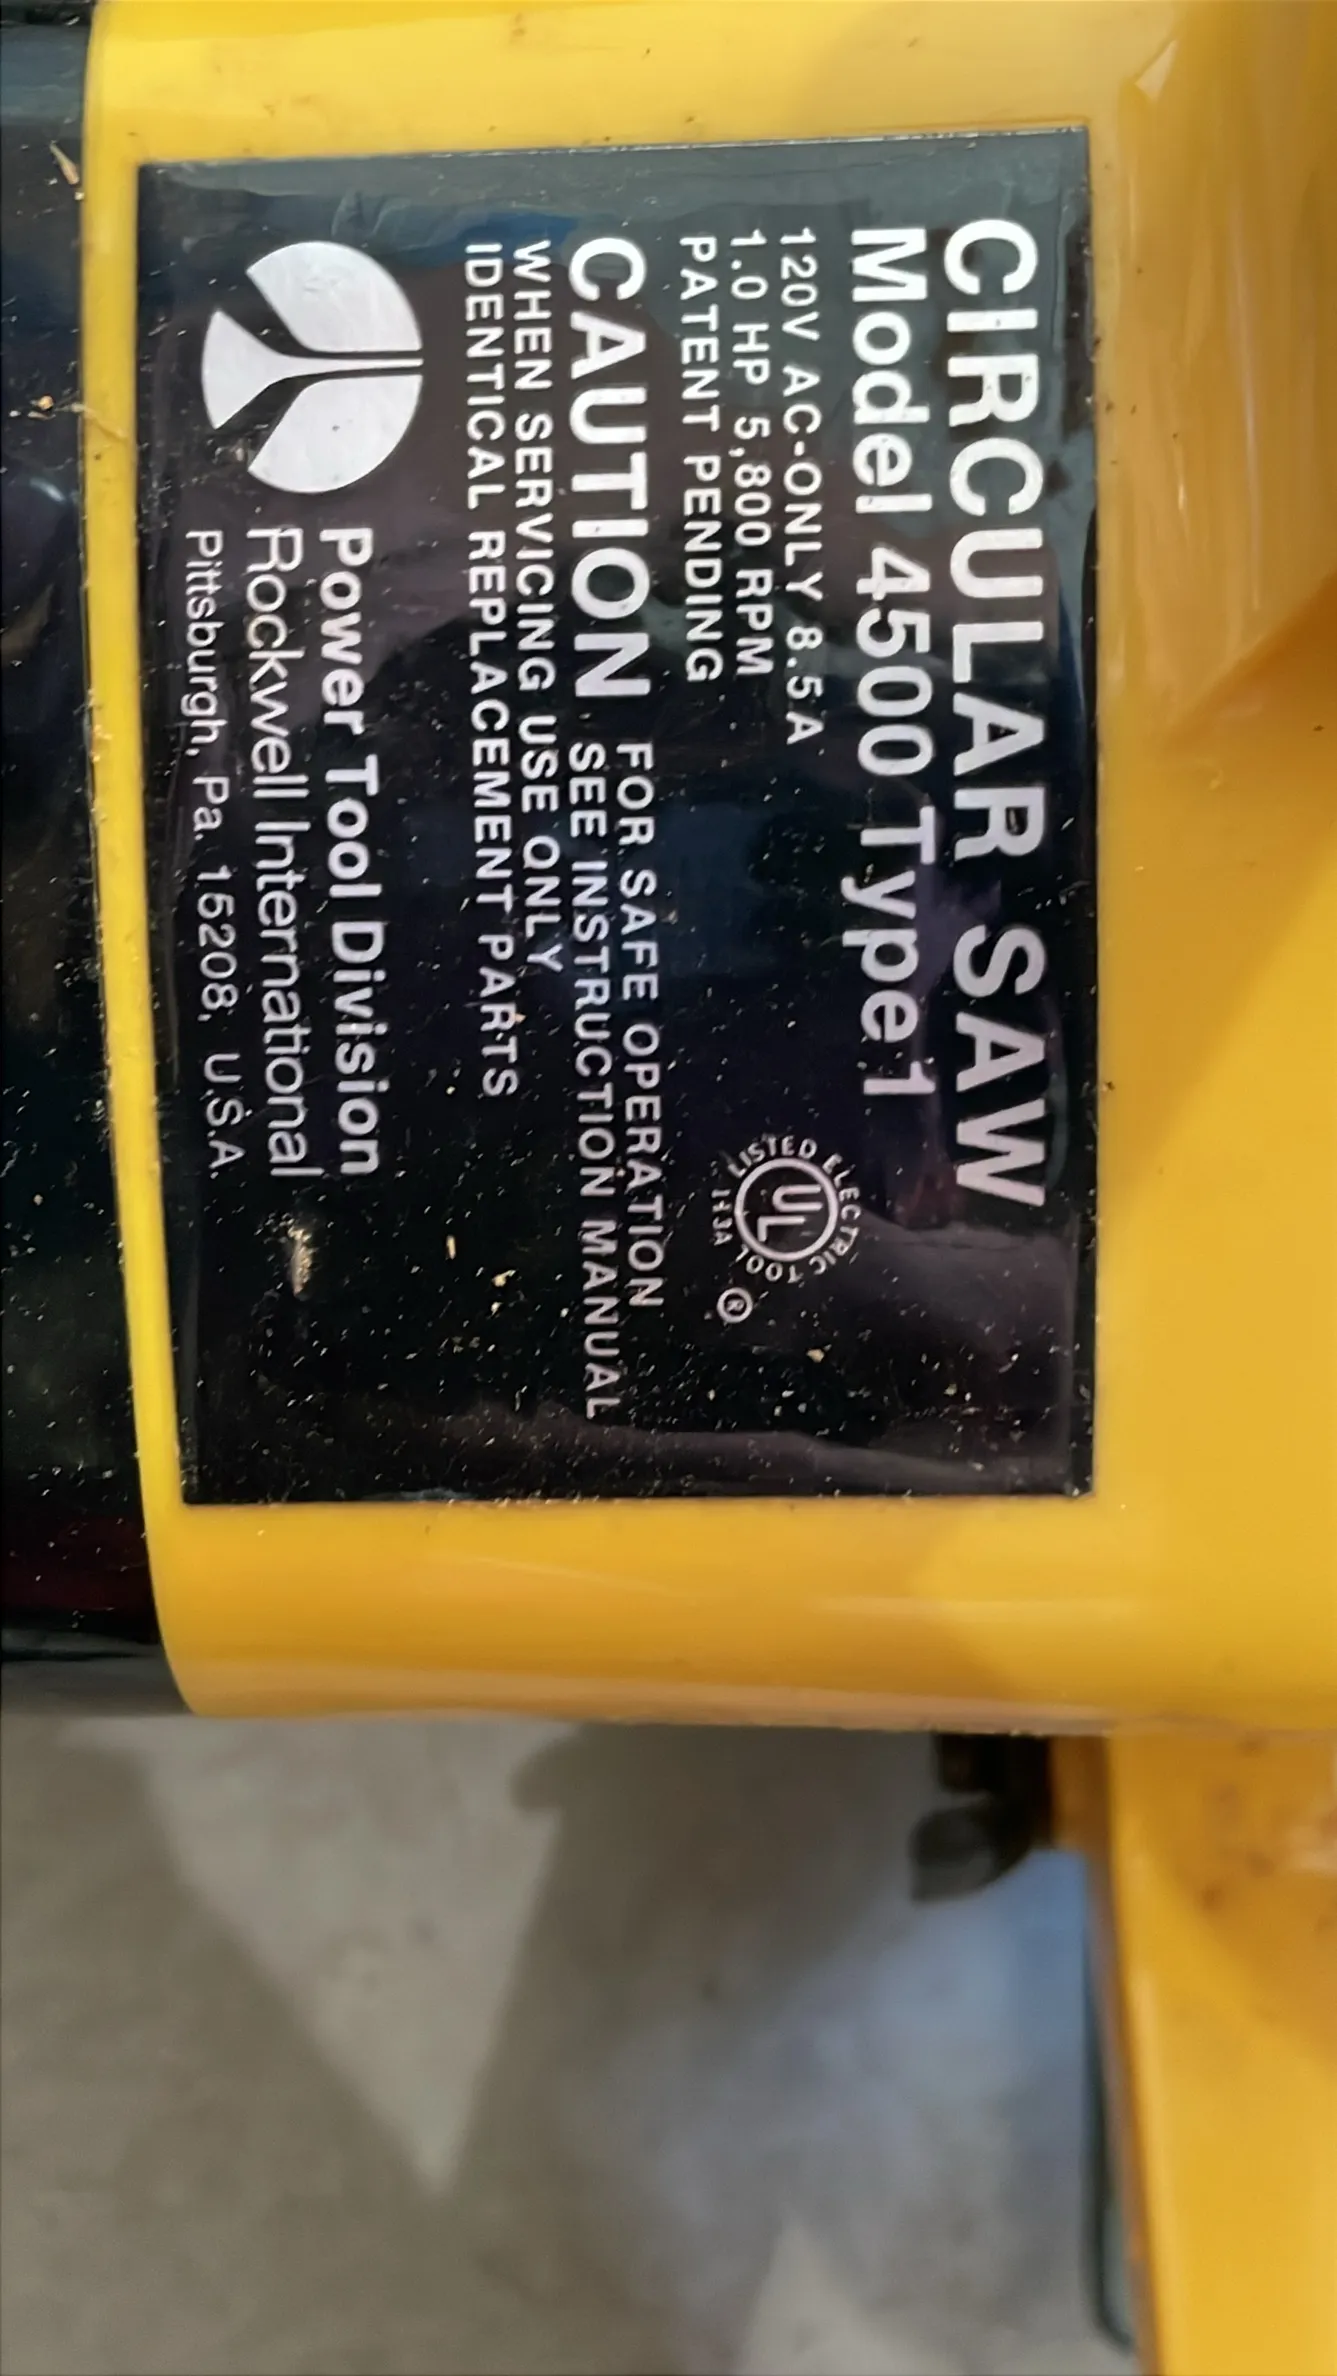 CIRCULAR SAW
Model 4500 Type 1
120V AC-ONLY 8.5A
1.0 HP 5,800 RPM
PATENT PENDING
LISTED ELECTRIC TOOL
UL
®
CAUTION FOR SAFE OPERATION
SEE INSTRUCTION MANUAL
WHEN SERVICING USE ONLY
IDENTICAL REPLACEMENT PARTS
Power Tool Division
Rockwell International
Pittsburgh, Pa. 15208, U.S.A.